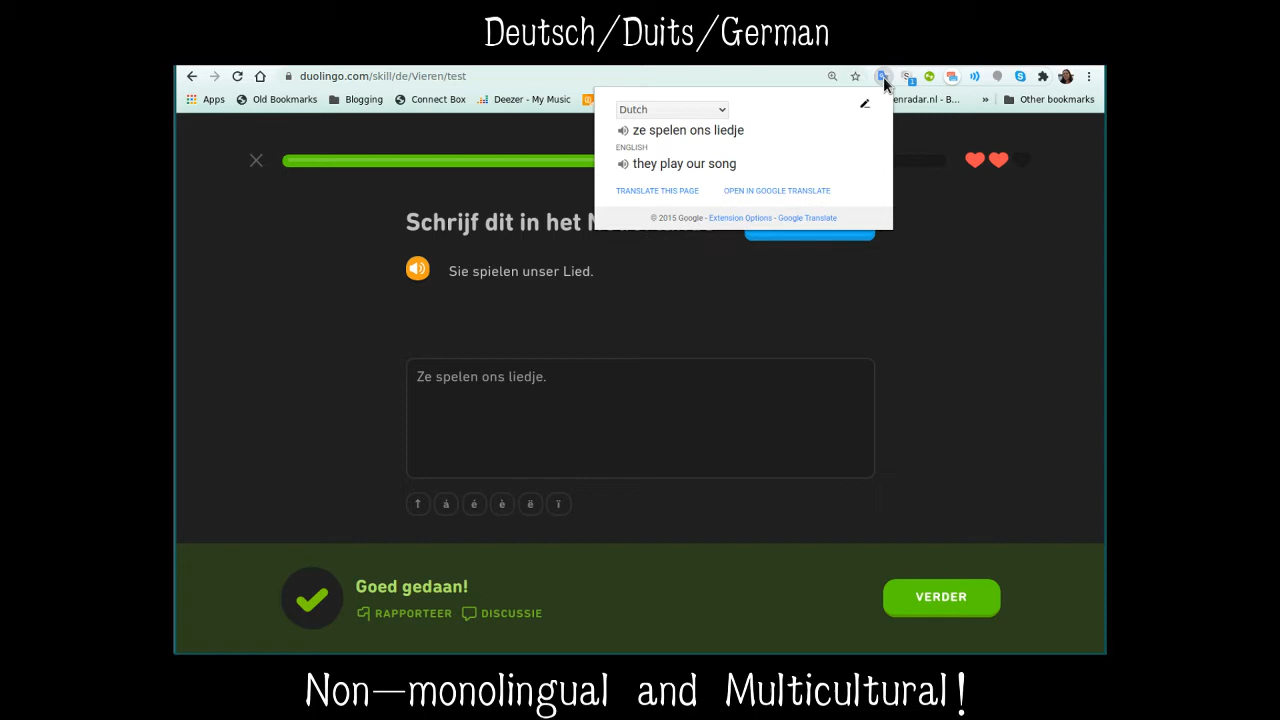 Deutsch/Duits/German
duolingo.com/skill/de/Vieren/test
Apps Old Bookmarks Blogging Connect Box Deezer - My Music enradar.nl - B... » Other bookmarks
Dutch
ze spelen ons liedje
ENGLISH
they play our song
TRANSLATE THIS PAGE OPEN IN GOOGLE TRANSLATE
© 2015 Google - Extension Options - Google Translate
Schrijf dit in het
Sie spielen unser Lied.
Ze spelen ons liedje.
↑ á é è ë ï
Goed gedaan!
RAPPORTEER DISCUSSIE
VERDER
Non-monolingual and Multicultural!